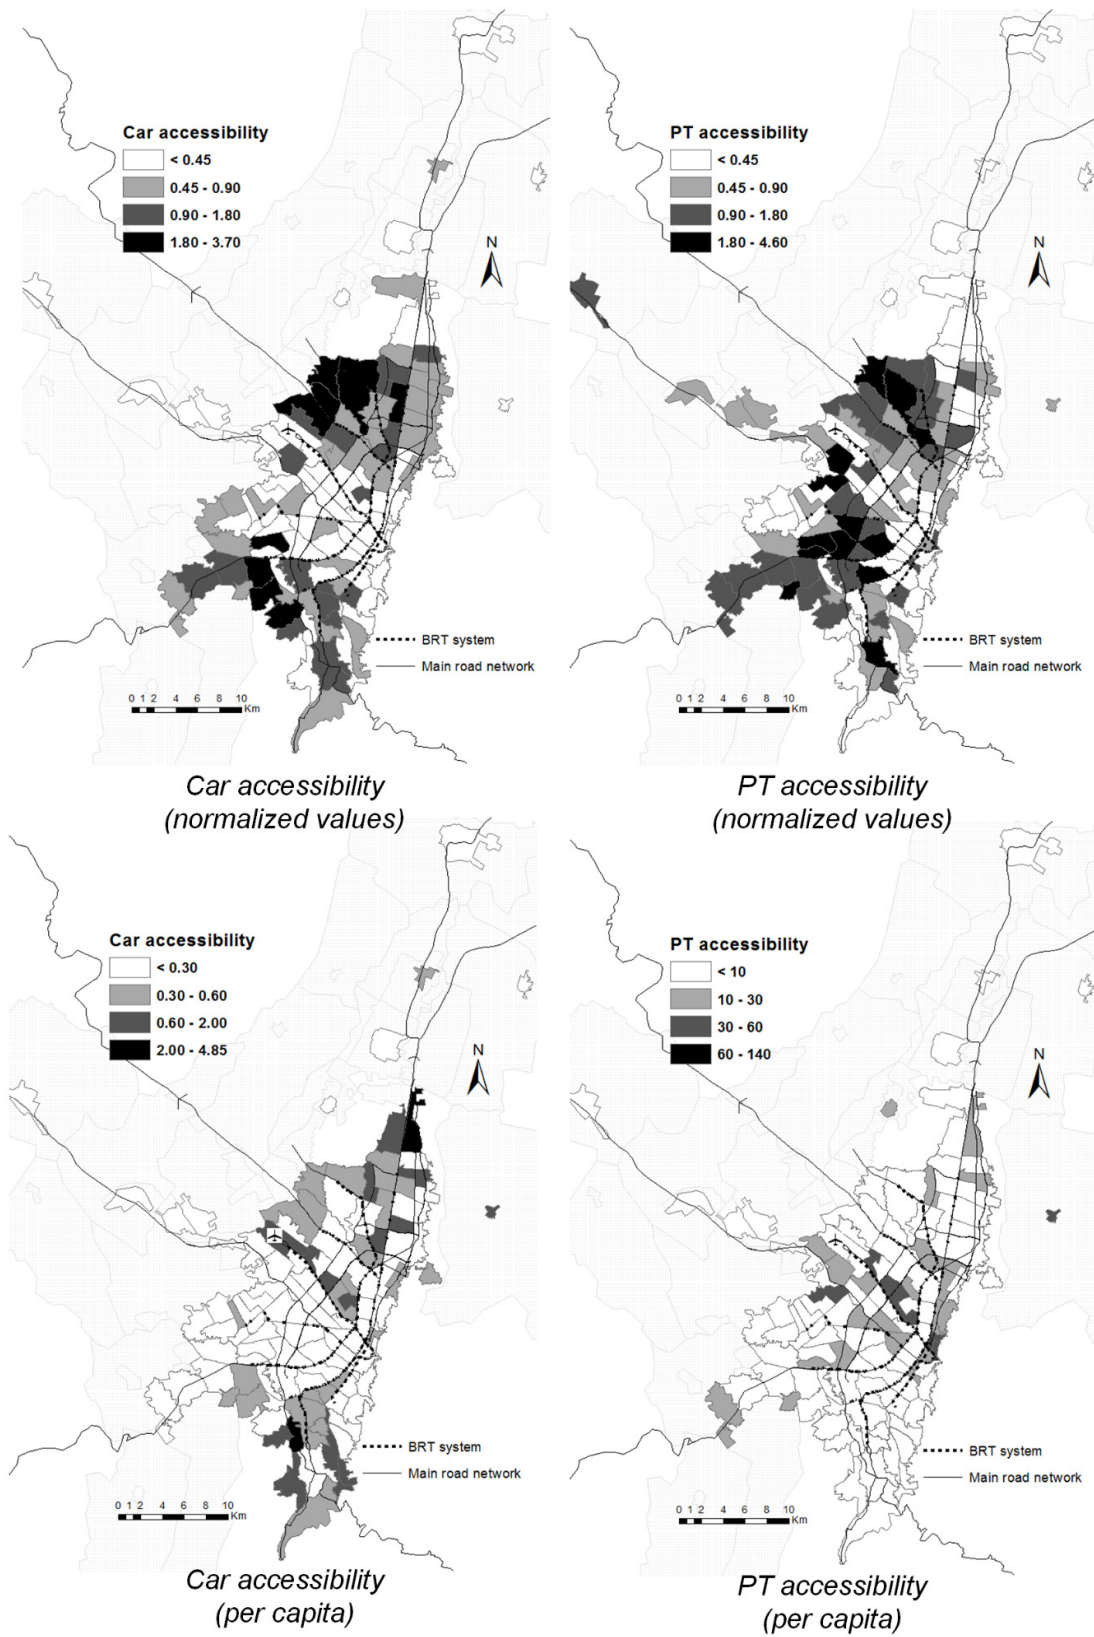 Car accessibility
< 0.45
0.45 - 0.90
0.90 - 1.80
1.80 - 3.70
N
BRT system
Main road network
0 1 2 4 6 8 10
Km
Car accessibility
(normalized values)
PT accessibility
< 0.45
0.45 - 0.90
0.90 - 1.80
1.80 - 4.60
N
BRT system
Main road network
0 1 2 4 6 8 10
Km
PT accessibility
(normalized values)
Car accessibility
< 0.30
0.30 - 0.60
0.60 - 2.00
2.00 - 4.85
N
BRT system
Main road network
0 1 2 4 6 8 10
Km
Car accessibility
(per capita)
PT accessibility
< 10
10 - 30
30 - 60
60 - 140
N
BRT system
Main road network
0 1 2 4 6 8 10
Km
PT accessibility
(per capita)